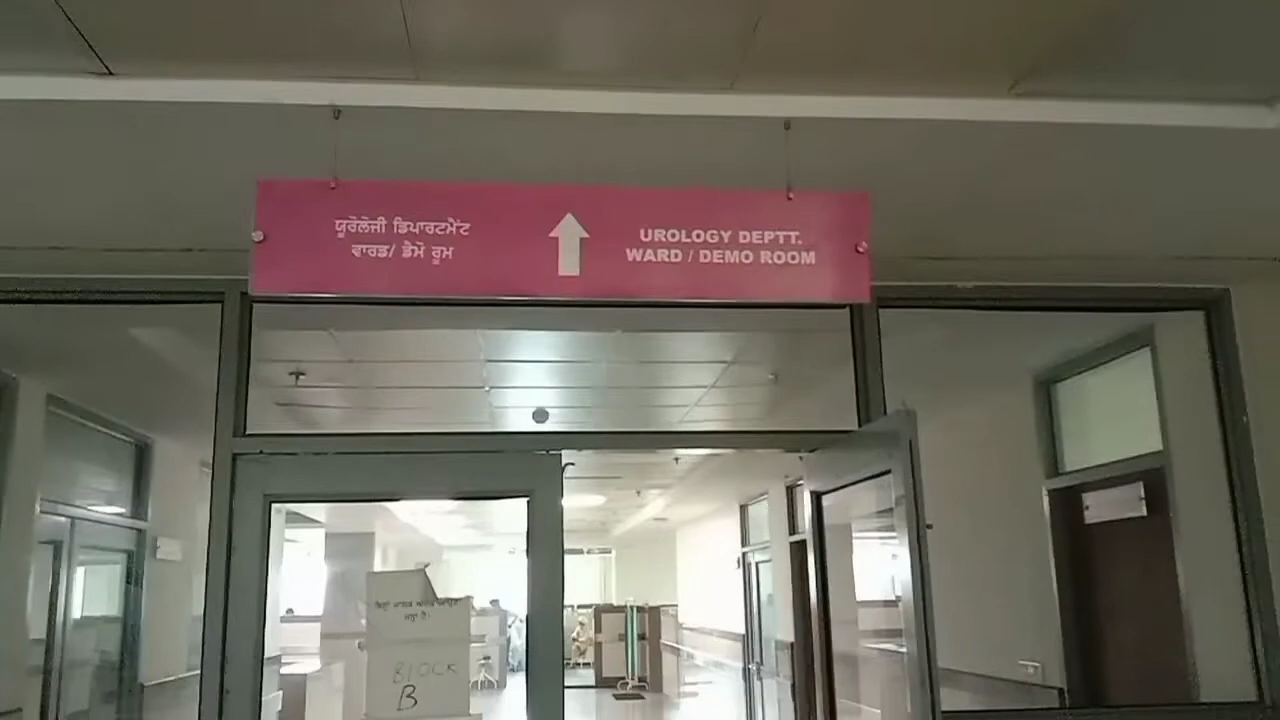 ਯੂਰੋਲੋਜੀ ਡਿਪਾਰਟਮੈਂਟ
ਵਾਰਡ/ ਡੈਮੋ ਰੂਮ
UROLOGY DEPTT.
WARD / DEMO ROOM
BLOCK
B